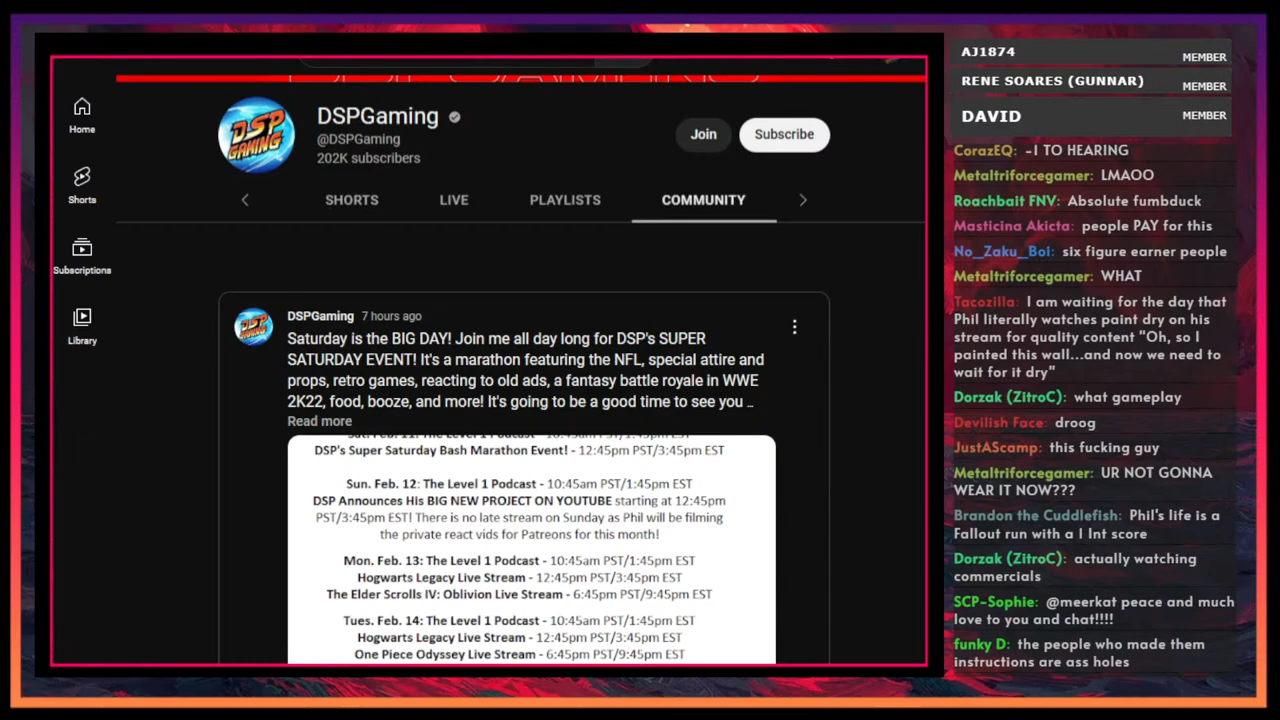 DSP GAMING
DSPGaming
@DSPGaming
202K subscribers
Join
Subscribe
Home
Shorts
Subscriptions
Library
SHORTS
LIVE
PLAYLISTS
COMMUNITY
DSPGaming 7 hours ago
Saturday is the BIG DAY! Join me all day long for DSP's SUPER
SATURDAY EVENT! It's a marathon featuring the NFL, special attire and
props, retro games, reacting to old ads, a fantasy battle royale in WWE
2K22, food, booze, and more! It's going to be a good time to see you ...
Read more
Sat. Feb. 11: The Level 1 Podcast - 10:45am PST/1:45pm EST
DSP's Super Saturday Bash Marathon Event! - 12:45pm PST/3:45pm EST
Sun. Feb. 12: The Level 1 Podcast - 10:45am PST/1:45pm EST
DSP Announces His BIG NEW PROJECT ON YOUTUBE starting at 12:45pm
PST/3:45pm EST! There is no late stream on Sunday as Phil will be filming
the private react vids for Patreons for this month!
Mon. Feb. 13: The Level 1 Podcast - 10:45am PST/1:45pm EST
Hogwarts Legacy Live Stream - 12:45pm PST/3:45pm EST
The Elder Scrolls IV: Oblivion Live Stream - 6:45pm PST/9:45pm EST
Tues. Feb. 14: The Level 1 Podcast - 10:45am PST/1:45pm EST
Hogwarts Legacy Live Stream - 12:45pm PST/3:45pm EST
One Piece Odyssey Live Stream - 6:45pm PST/9:45pm EST
AJ1874 MEMBER
RENE SOARES (GUNNAR) MEMBER
DAVID MEMBER
CorazEQ: -I TO HEARING
Metaltriforcegamer: LMAOO
Roachbait FNV: Absolute fumbduck
Masticina Akicta: people PAY for this
No_Zaku_Boi: six figure earner people
Metaltriforcegamer: WHAT
Tacozilla: I am waiting for the day that
Phil literally watches paint dry on his
stream for quality content "Oh, so I
painted this wall...and now we need to
wait for it dry"
Dorzak (ZitroC): what gameplay
Devilish Face: droog
JustAScamp: this fucking guy
Metaltriforcegamer: UR NOT GONNA
WEAR IT NOW???
Brandon the Cuddlefish: Phil's life is a
Fallout run with a I Int score
Dorzak (ZitroC): actually watching
commercials
SCP-Sophie: @meerkat peace and much
love to you and chat!!!!
funky D: the people who made them
instructions are ass holes